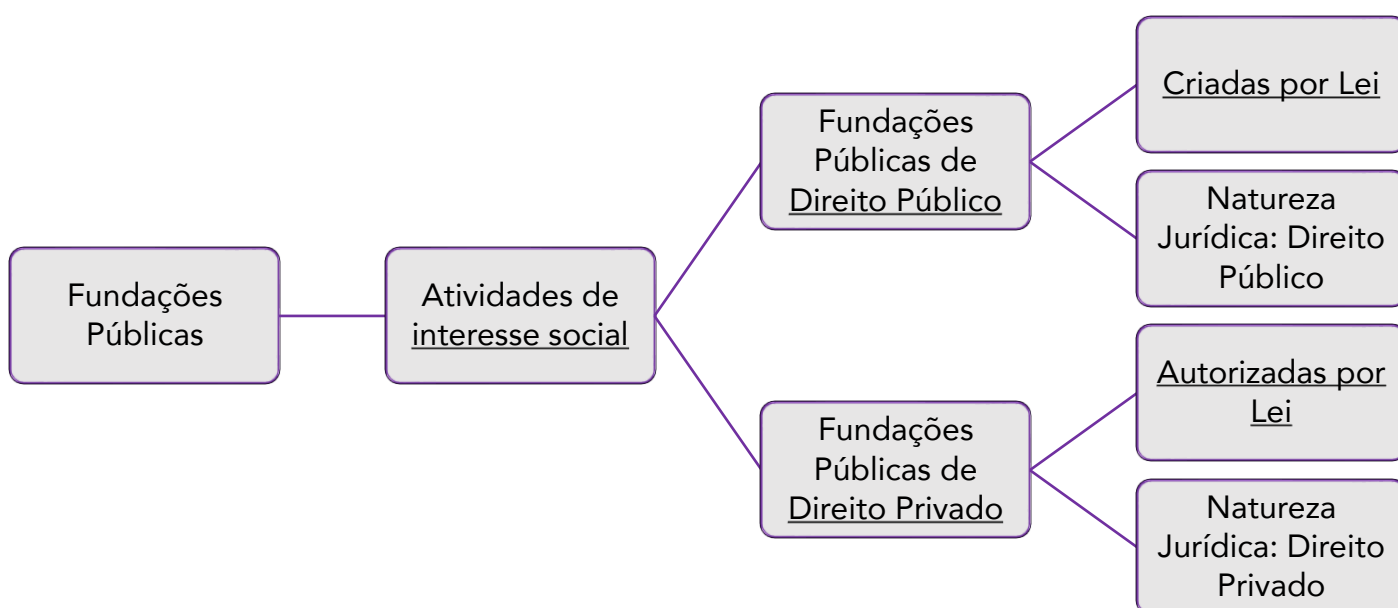 Fundações
Públicas
Atividades de
interesse social
Fundações
Públicas de
Direito Público
Criadas por Lei
Natureza
Jurídica: Direito
Público
Fundações
Públicas de
Direito Privado
Autorizadas por
Lei
Natureza
Jurídica: Direito
Privado